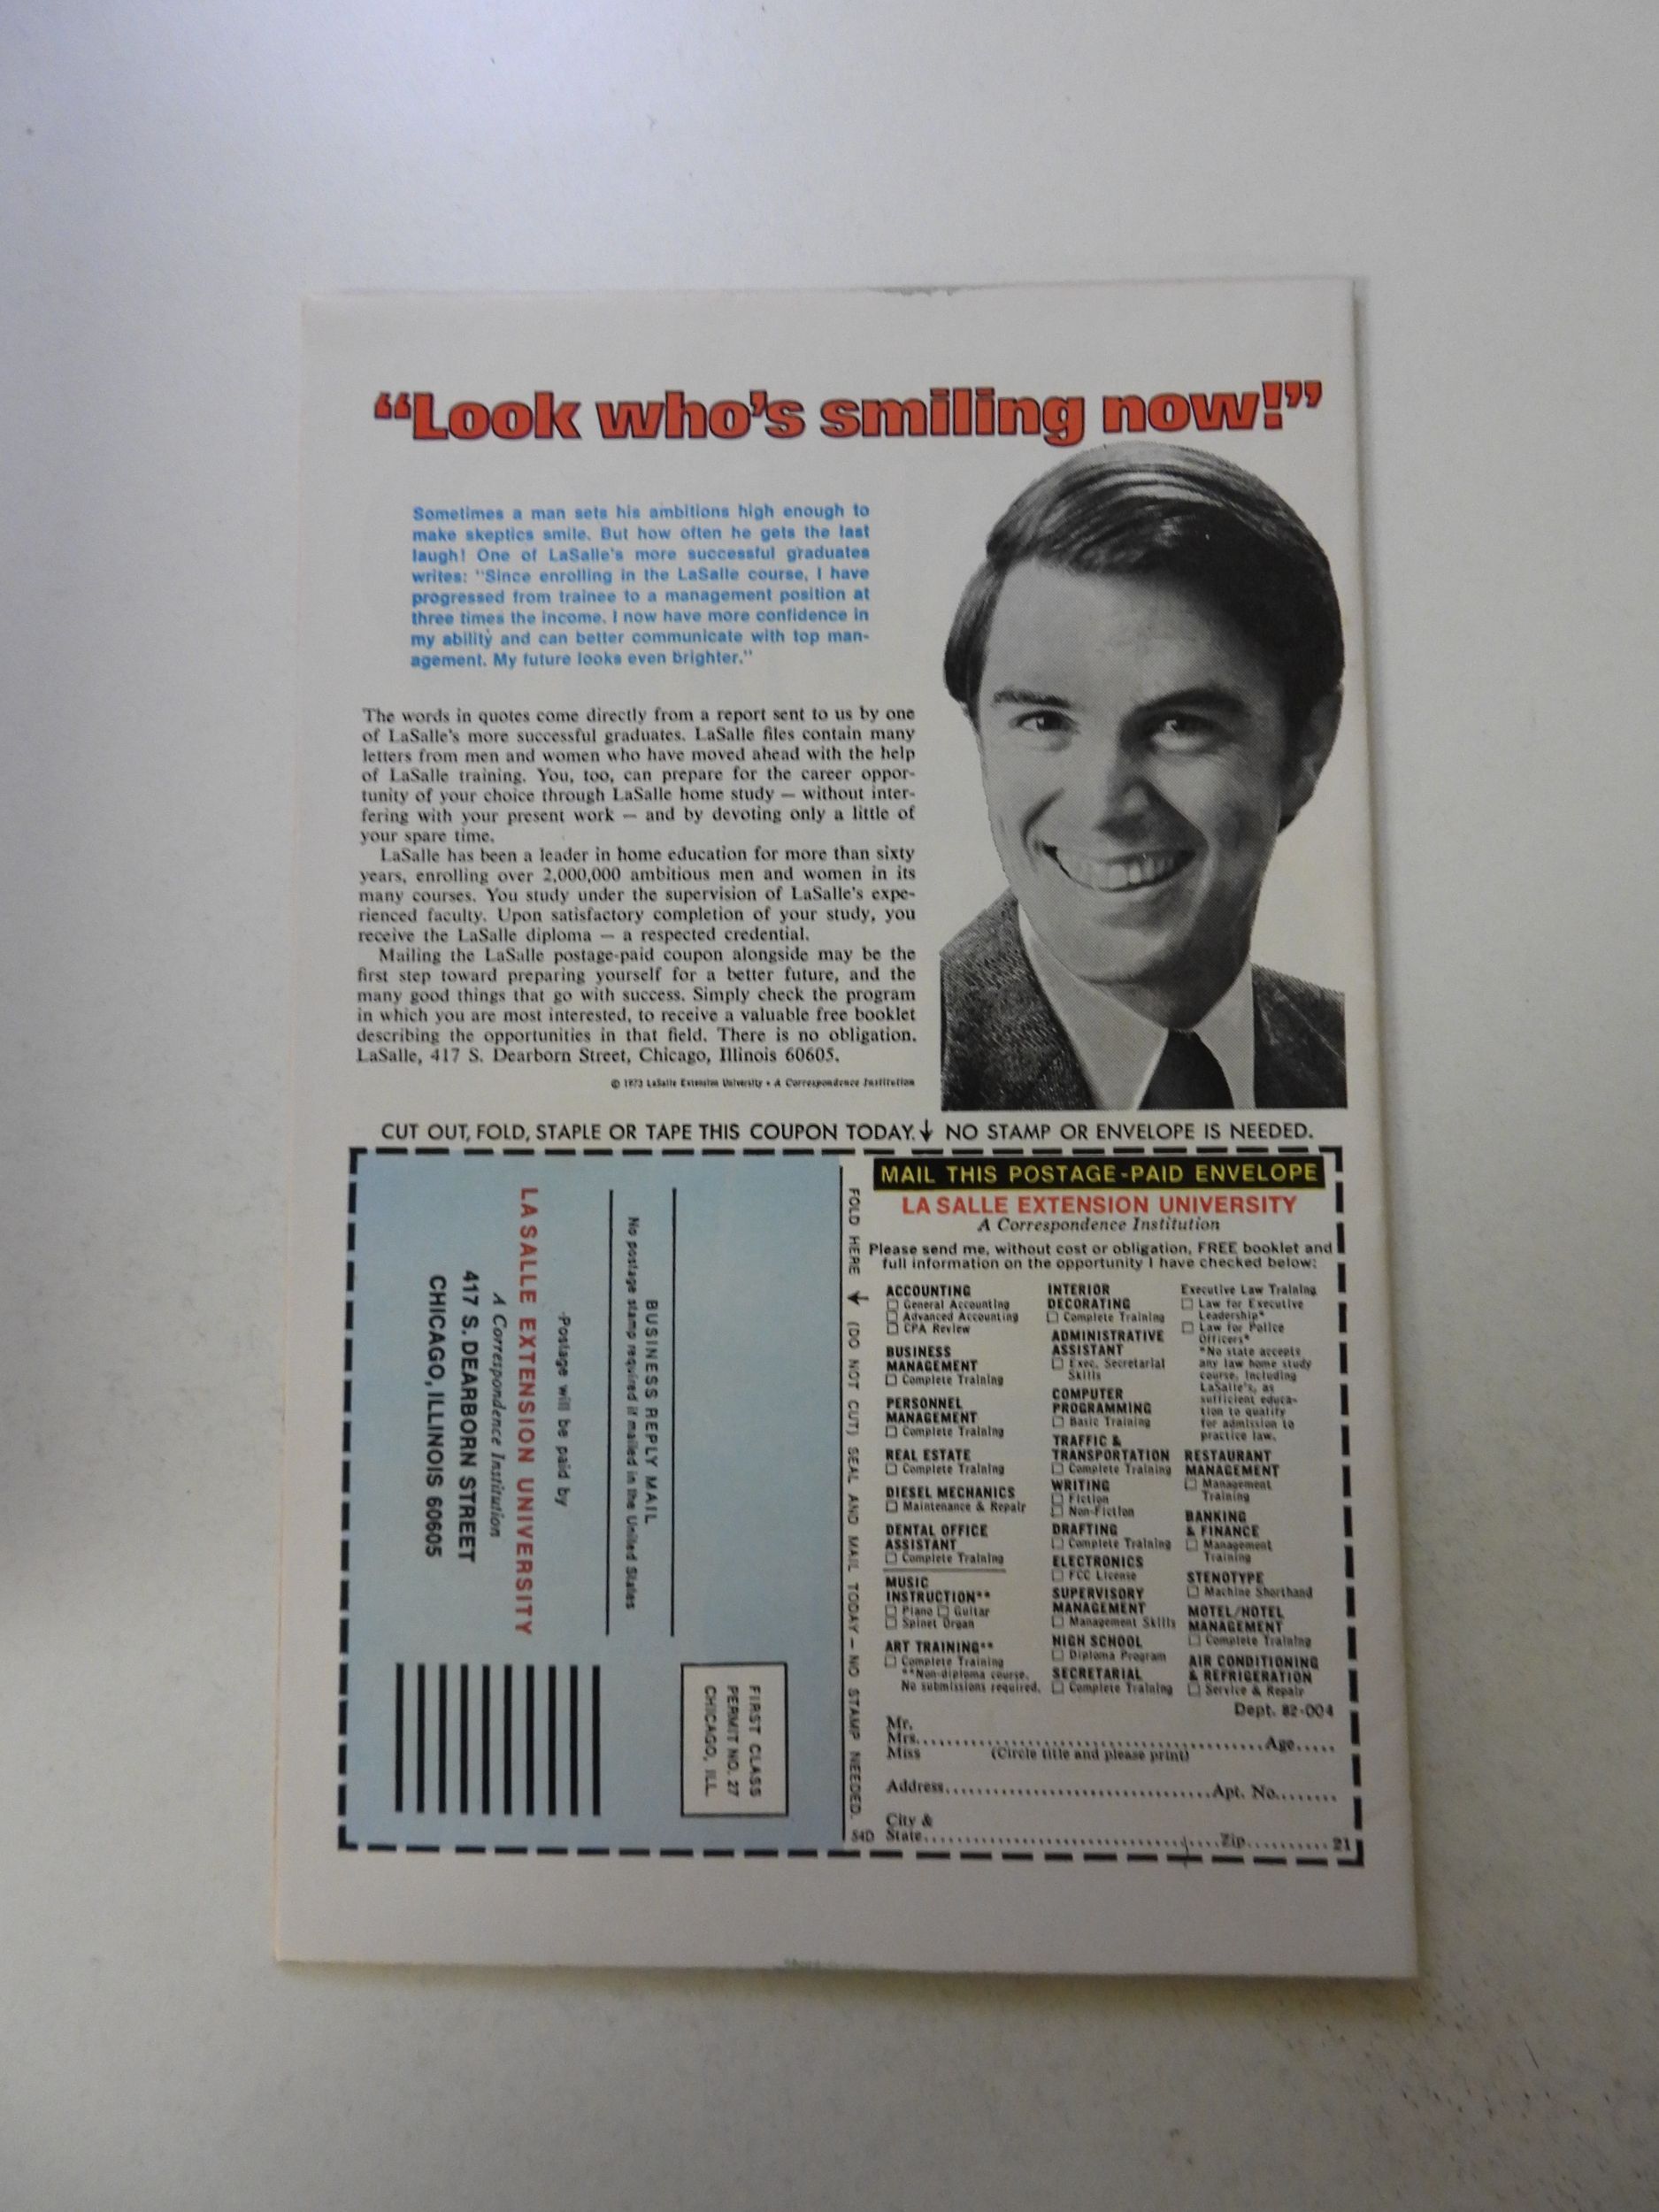 “Look who's smiling now!”
Sometimes a man sets his ambitions high enough to
make skeptics smile. But how often he gets the last
laugh! One of LaSalle's more successful graduates
writes: "Since enrolling in the LaSalle course, I have
progressed from trainee to a management position at
three times the income. I now have more confidence in
my ability and can better communicate with top man-
agement. My future looks even brighter."
The words in quotes come directly from a report sent to us by one
of LaSalle's more successful graduates. LaSalle files contain many
letters from men and women who have moved ahead with the help
of LaSalle training. You, too, can prepare for the career oppor-
tunity of your choice through LaSalle home study — without inter-
fering with your present work — and by devoting only a little of
your spare time.
LaSalle has been a leader in home education for more than sixty
years, enrolling over 2,000,000 ambitious men and women in its
many courses. You study under the supervision of LaSalle's expe-
rienced faculty. Upon satisfactory completion of your study, you
receive the LaSalle diploma — a respected credential.
Mailing the LaSalle postage-paid coupon alongside may be the
first step toward preparing yourself for a better future, and the
many good things that go with success. Simply check the program
in which you are most interested, to receive a valuable free booklet
describing the opportunities in that field. There is no obligation.
LaSalle, 417 S. Dearborn Street, Chicago, Illinois 60605.
© 1973 LaSalle Extension University • A Correspondence Institution
CUT OUT, FOLD, STAPLE OR TAPE THIS COUPON TODAY. NO STAMP OR ENVELOPE IS NEEDED.
FIRST CLASS
PERMIT NO. 27
CHICAGO, ILL.
BUSINESS REPLY MAIL
No postage stamp required if mailed in the United States
Postage will be paid by
LA SALLE EXTENSION UNIVERSITY
A Correspondence Institution
417 S. DEARBORN STREET
CHICAGO, ILLINOIS 60605
FOLD HERE (DO NOT CUT) SEAL AND MAIL TODAY — NO STAMP NEEDED.
54D
MAIL THIS POSTAGE-PAID ENVELOPE
LA SALLE EXTENSION UNIVERSITY
A Correspondence Institution
Please send me, without cost or obligation, FREE booklet and
full information on the opportunity I have checked below:
ACCOUNTING
General Accounting
Advanced Accounting
CPA Review
BUSINESS
MANAGEMENT
Complete Training
PERSONNEL
MANAGEMENT
Complete Training
REAL ESTATE
Complete Training
DIESEL MECHANICS
Maintenance & Repair
DENTAL OFFICE
ASSISTANT
Complete Training
MUSIC
INSTRUCTION**
Piano Guitar
Spinet Organ
ART TRAINING**
Complete Training
**Non-diploma course.
No submissions required.
INTERIOR
DECORATING
Complete Training
ADMINISTRATIVE
ASSISTANT
Exec. Secretarial
Skills
COMPUTER
PROGRAMMING
Basic Training
TRAFFIC &
TRANSPORTATION
Complete Training
WRITING
Fiction
Non-Fiction
DRAFTING
Complete Training
ELECTRONICS
FCC License
SUPERVISORY
MANAGEMENT
Management Skills
HIGH SCHOOL
Diploma Program
SECRETARIAL
Complete Training
Executive Law Training
Law for Executive
Leadership*
Law for Police
Officers*
*No state accepts
any law home study
course, including
LaSalle's, as
sufficient educa-
tion to qualify
for admission to
practice law.
RESTAURANT
MANAGEMENT
Management
Training
BANKING
& FINANCE
Management
Training
STENOTYPE
Machine Shorthand
MOTEL/HOTEL
MANAGEMENT
Complete Training
AIR CONDITIONING
& REFRIGERATION
Service & Repair
Dept. 82-004
Mr.
Mrs. Age
Miss (Circle title and please print)
Address Apt. No.
City &
State Zip 21